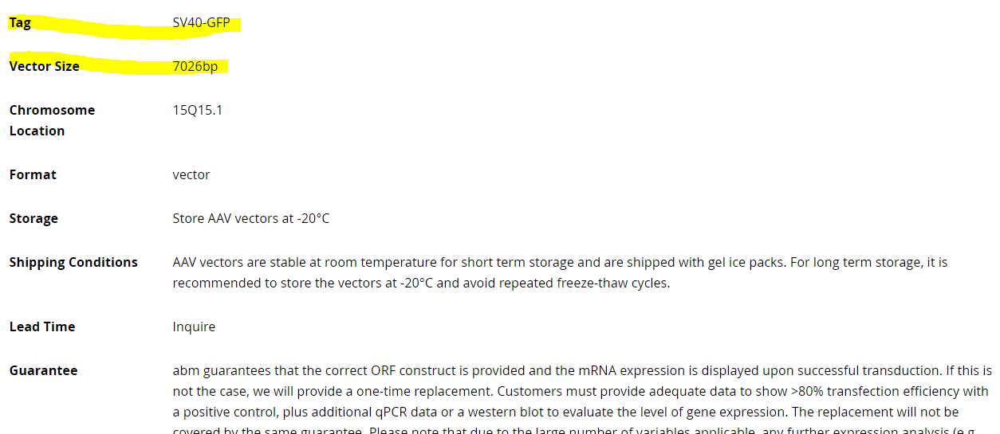 Tag SV40-GFP
Vector Size 7026bp
Chromosome 15Q15.1
Location
Format vector
Storage Store AAV vectors at -20°C
Shipping Conditions AAV vectors are stable at room temperature for short term storage and are shipped with gel ice packs. For long term storage, it is
recommended to store the vectors at -20°C and avoid repeated freeze-thaw cycles.
Lead Time Inquire
Guarantee abm guarantees that the correct ORF construct is provided and the mRNA expression is displayed upon successful transduction. If this is
not the case, we will provide a one-time replacement. Customers must provide adequate data to show >80% transfection efficiency with
a positive control, plus additional qPCR data or a western blot to evaluate the level of gene expression. The replacement will not be
covered by the same guarantee. Please note that due to the large number of variables applicable, any further expression analysis (e.g.